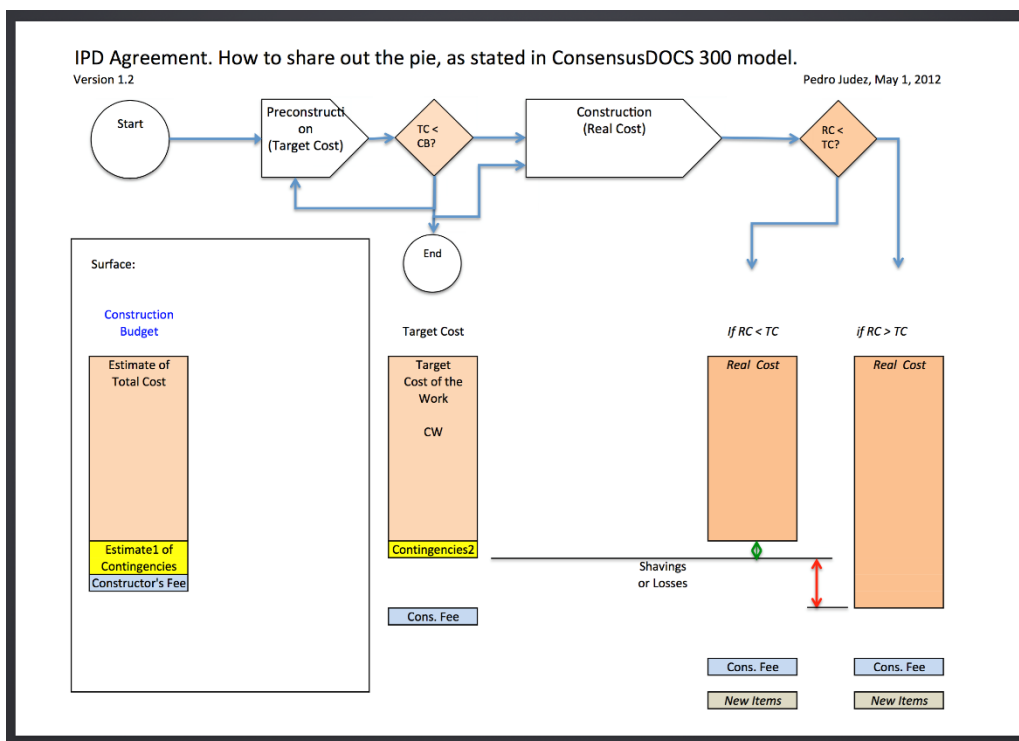 IPD Agreement. How to share out the pie, as stated in ConsensusDOCS 300 model.
Version 1.2
Pedro Judez, May 1, 2012
Start
Preconstructi
on
(Target Cost)
TC <
CB?
Construction
(Real Cost)
RC <
TC?
End
Surface:
Construction
Budget
Target Cost
If RC < TC
if RC > TC
Estimate of
Total Cost
Target
Cost of the
Work
CW
Real Cost
Real Cost
Estimate1 of
Contingencies
Constructor's Fee
Contingencies2
Shavings
or Losses
Cons. Fee
Cons. Fee
Cons. Fee
New Items
New Items